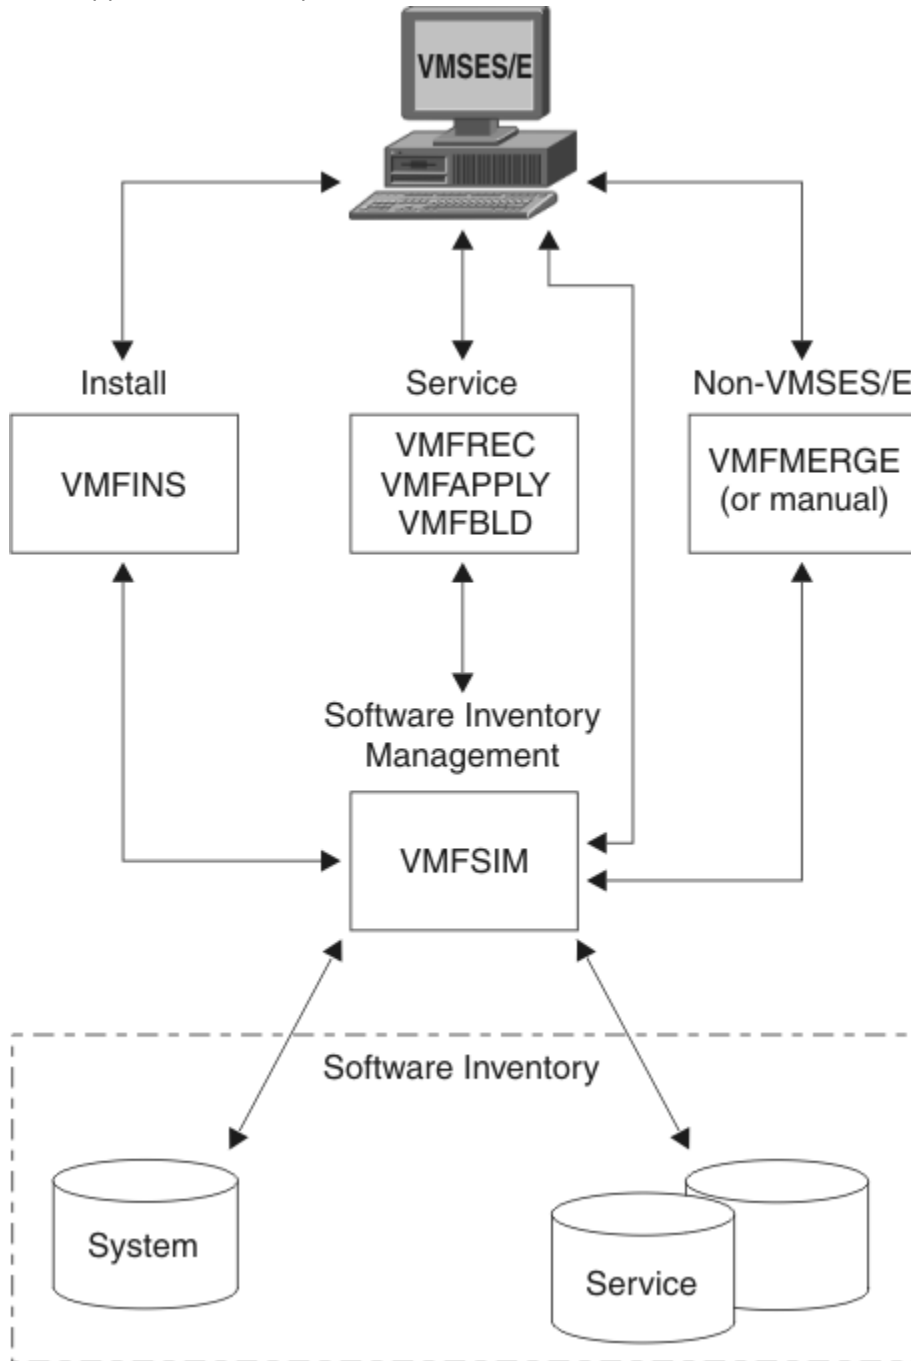 VMSES/E
Install
Service
Non-VMSES/E
VMFINS
VMFREC
VMFAPPLY
VMFBLD
VMFMERGE
(or manual)
Software Inventory
Management
VMFSIM
Software Inventory
System
Service